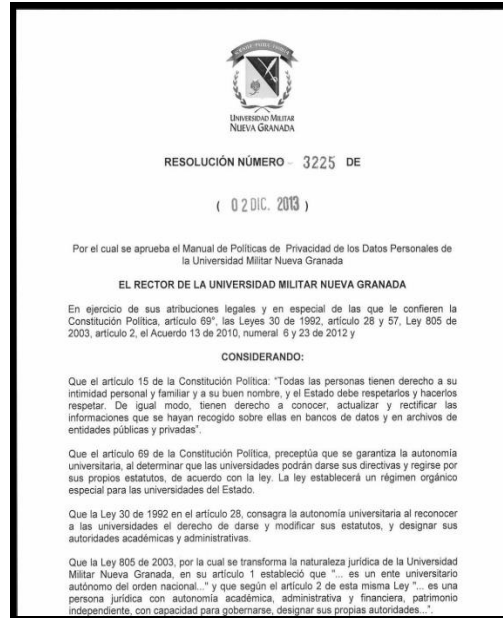 UNIVERSIDAD MILITAR
NUEVA GRANADA
RESOLUCIÓN NÚMERO - 3225 DE
( 02 DIC. 2013 )
Por el cual se aprueba el Manual de Políticas de Privacidad de los Datos Personales de
la Universidad Militar Nueva Granada
EL RECTOR DE LA UNIVERSIDAD MILITAR NUEVA GRANADA
En ejercicio de sus atribuciones legales y en especial de las que le confieren la
Constitución Política, artículo 69°, las Leyes 30 de 1992, artículo 28 y 57, Ley 805 de
2003, artículo 2, el Acuerdo 13 de 2010, numeral 6 y 23 de 2012 y
CONSIDERANDO:
Que el artículo 15 de la Constitución Política: "Todas las personas tienen derecho a su
intimidad personal y familiar y a su buen nombre, y el Estado debe respetarlos y hacerlos
respetar. De igual modo, tienen derecho a conocer, actualizar y rectificar las
informaciones que se hayan recogido sobre ellas en bancos de datos y en archivos de
entidades públicas y privadas".
Que el artículo 69 de la Constitución Política, preceptúa que se garantiza la autonomía
universitaria, al determinar que las universidades podrán darse sus directivas y regirse por
sus propios estatutos, de acuerdo con la ley. La ley establecerá un régimen orgánico
especial para las universidades del Estado.
Que la Ley 30 de 1992 en el artículo 28, consagra la autonomía universitaria al reconocer
a las universidades el derecho de darse y modificar sus estatutos, y designar sus
autoridades académicas y administrativas.
Que la Ley 805 de 2003, por la cual se transforma la naturaleza jurídica de la Universidad
Militar Nueva Granada, en su artículo 1 estableció que "... es un ente universitario
autónomo del orden nacional..." y que según el artículo 2 de esta misma Ley "... es una
persona jurídica con autonomía académica, administrativa y financiera, patrimonio
independiente, con capacidad para gobernarse, designar sus propias autoridades...".